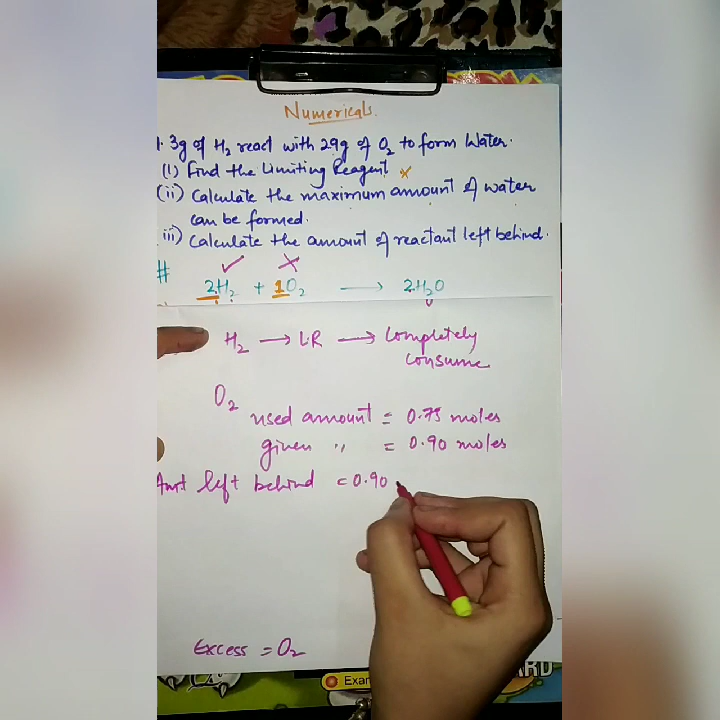 Numericals.
1. 3g of H₂ react with 29g of O₂ to form Water.
(i) Find the Limiting Reagent
(ii) Calculate the maximum amount of water
can be formed.
iii) Calculate the amount of reactant left behind.
# 2H₂ + 1O₂ → 2H₂O
H₂ → LR → Completely
Consume
O₂
used amount = 0.75 moles
given ,, = 0.90 moles
Amt left behind = 0.90
Excess = O₂
Exam
ARD